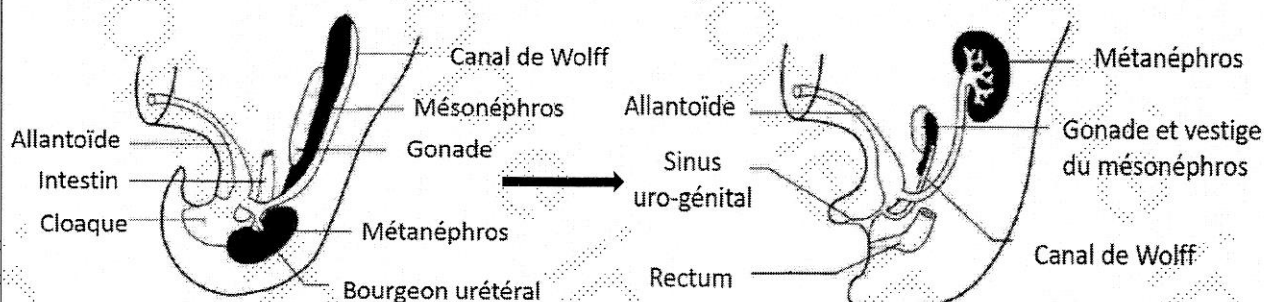 Canal de Wolff
Mésonéphros
Gonade
Allantoïde
Intestin
Cloaque
Métanéphros
Bourgeon urétéral
Métanéphros
Allantoïde
Gonade et vestige
du mésonéphros
Sinus
uro-génital
Canal de Wolff
Rectum